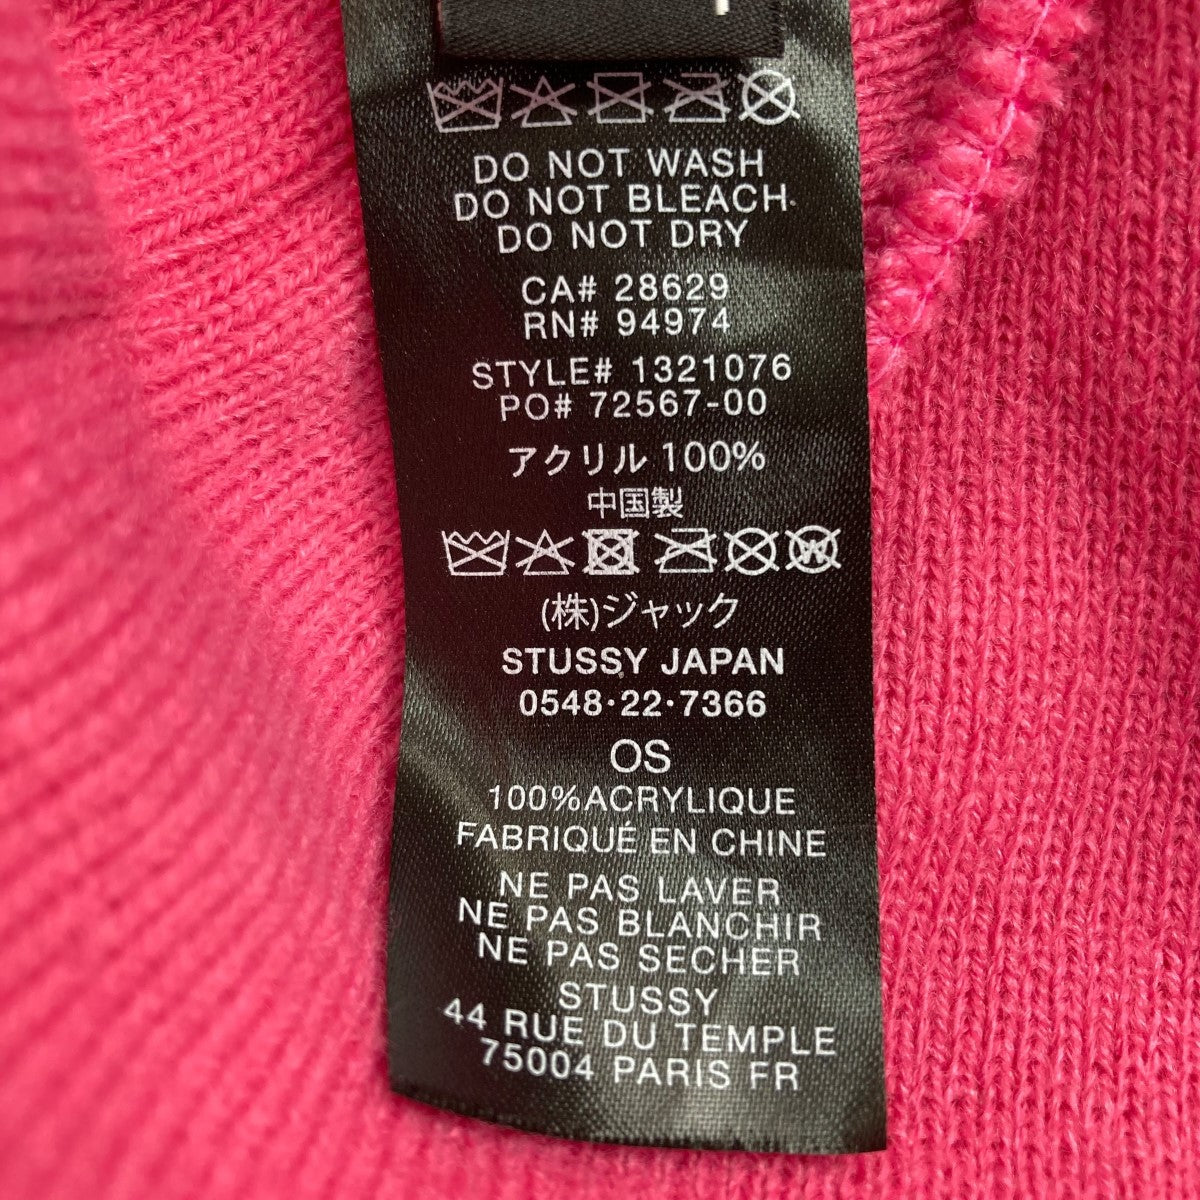 DO NOT WASH
DO NOT BLEACH
DO NOT DRY
CA# 28629
RN# 94974
STYLE# 1321076
PO# 72567-00
アクリル 100%
中国製
W
(株)ジャック
STUSSY JAPAN
0548·22·7366
OS
100%ACRYLIQUE
FABRIQUÉ EN CHINE
NE PAS LAVER
NE PAS BLANCHIR
NE PAS SECHER
STUSSY
44 RUE DU TEMPLE
75004 PARIS FR